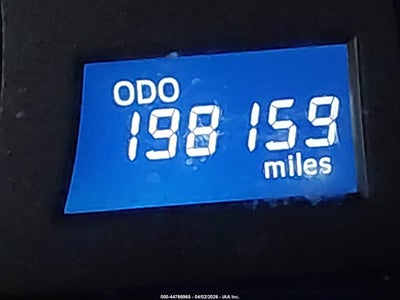 ODO
198159
miles
000-44766965 - 04/02/2026 - IAA Inc.